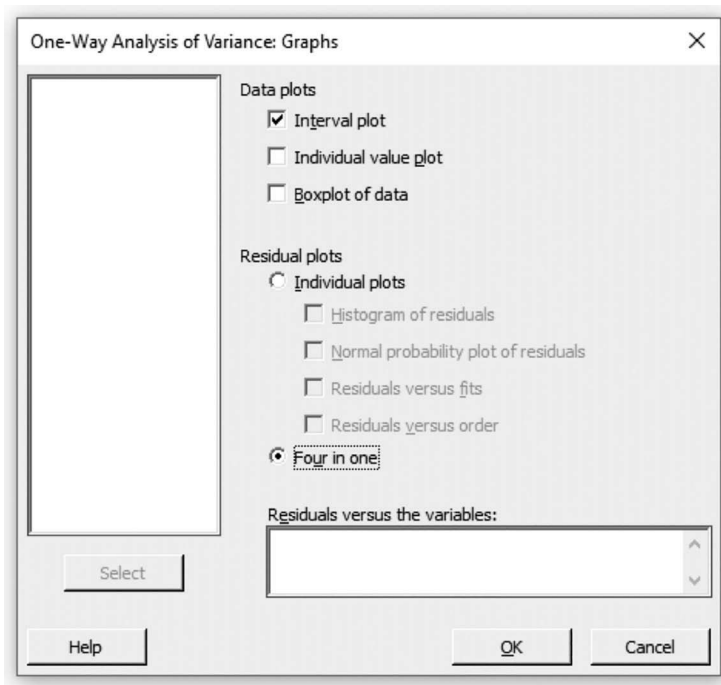 One-Way Analysis of Variance: Graphs
Data plots
Interval plot
Individual value plot
Boxplot of data
Residual plots
Individual plots
Histogram of residuals
Normal probability plot of residuals
Residuals versus fits
Residuals versus order
Four in one
Residuals versus the variables:
Select
Help
OK
Cancel